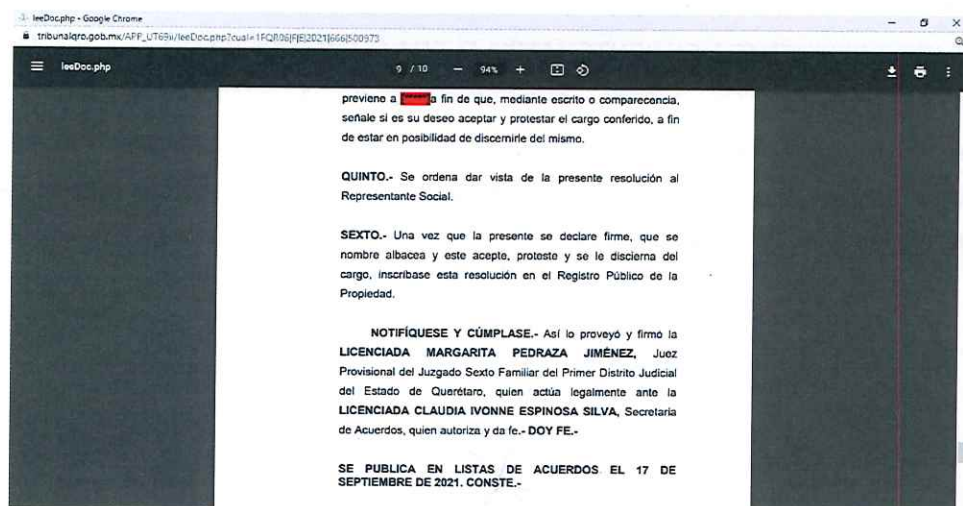 leeDoc.php - Google Chrome
tribunalqro.gob.mx/APP_UT69ii/leeDoc.php?cual=1FQR06|F|E|2021|666|500973
leeDoc.php 9 / 10 — 94% +
previene a [*****]a fin de que, mediante escrito o comparecencia,
señale si es su deseo aceptar y protestar el cargo conferido, a fin
de estar en posibilidad de discernirle del mismo.
QUINTO.- Se ordena dar vista de la presente resolución al
Representante Social.
SEXTO.- Una vez que la presente se declare firme, que se
nombre albacea y este acepte, proteste y se le discierna del
cargo, inscríbase esta resolución en el Registro Público de la
Propiedad.
NOTIFÍQUESE Y CÚMPLASE.- Así lo proveyó y firmó la
LICENCIADA MARGARITA PEDRAZA JIMÉNEZ, Juez
Provisional del Juzgado Sexto Familiar del Primer Distrito Judicial
del Estado de Querétaro, quien actúa legalmente ante la
LICENCIADA CLAUDIA IVONNE ESPINOSA SILVA, Secretaria
de Acuerdos, quien autoriza y da fe.- DOY FE.-
SE PUBLICA EN LISTAS DE ACUERDOS EL 17 DE
SEPTIEMBRE DE 2021. CONSTE.-